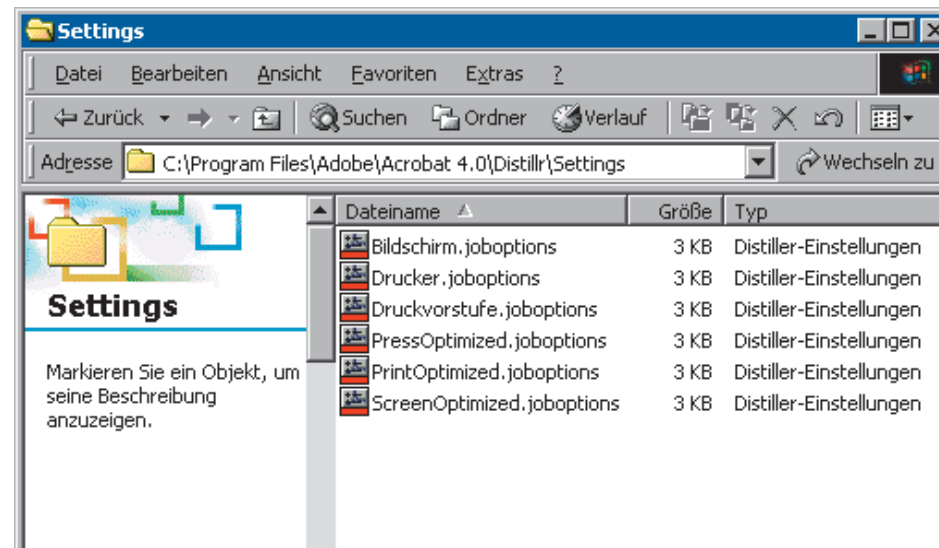 Settings
Datei Bearbeiten Ansicht Favoriten Extras ?
Zurück Suchen Ordner Verlauf
Adresse C:\Program Files\Adobe\Acrobat 4.0\Distillr\Settings Wechseln zu
Dateiname Größe Typ
Bildschirm.joboptions 3 KB Distiller-Einstellungen
Drucker.joboptions 3 KB Distiller-Einstellungen
Druckvorstufe.joboptions 3 KB Distiller-Einstellungen
PressOptimized.joboptions 3 KB Distiller-Einstellungen
PrintOptimized.joboptions 3 KB Distiller-Einstellungen
ScreenOptimized.joboptions 3 KB Distiller-Einstellungen
Settings
Markieren Sie ein Objekt, um
seine Beschreibung
anzuzeigen.